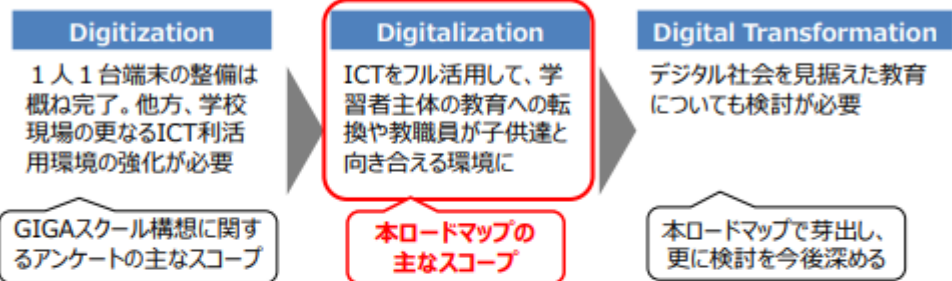 Digitization
１人１台端末の整備は
概ね完了。他方、学校
現場の更なるICT利活
用環境の強化が必要
GIGAスクール構想に関す
るアンケートの主なスコープ
Digitalization
ICTをフル活用して、学
習者主体の教育への転
換や教職員が子供達と
向き合える環境に
本ロードマップの
主なスコープ
Digital Transformation
デジタル社会を見据えた教育
についても検討が必要
本ロードマップで芽出し、
更に検討を今後深める